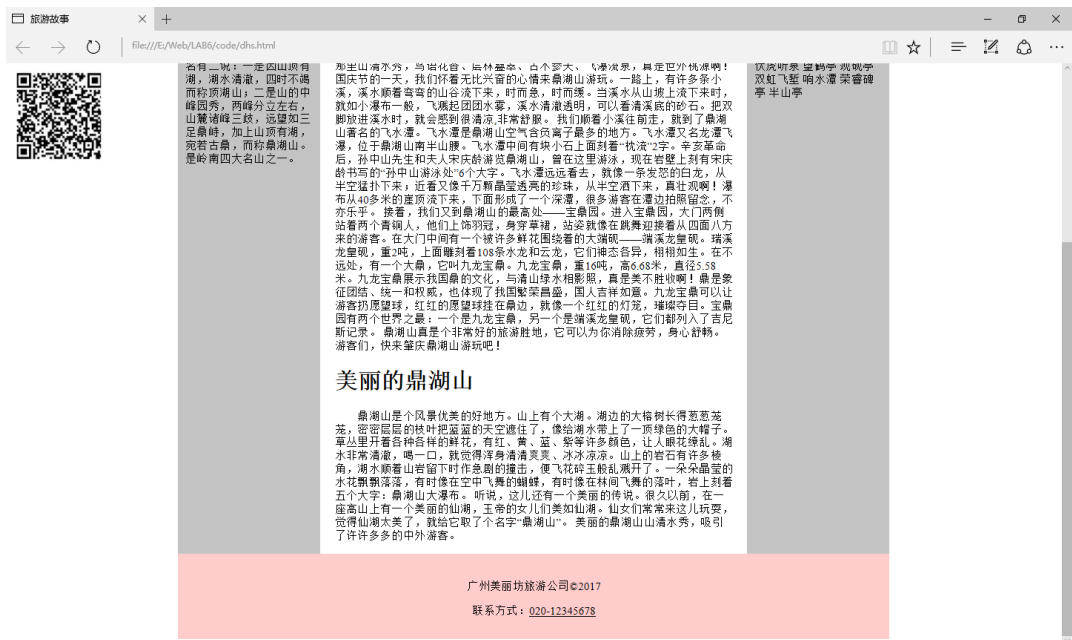 旅游故事
file:///E:/Web/LAB6/code/dhs.html
名有二说：一是因山顶有
湖，湖水清澈，四时不竭
而称顶湖山；二是山的中
峰园秀，两峰分立左右，
山麓诸峰三歧，远望如三
足鼎峙，加上山顶有湖，
宛若古鼎，而称鼎湖山。
是岭南四大名山之一。
那里山清水秀，鸟语花香、层林叠翠、古木参天、飞瀑流泉，真是世外桃源啊！
国庆节的一天，我们怀着无比兴奋的心情来鼎湖山游玩。一路上，有许多条小
溪，溪水顺着弯弯的山谷流下来，时而急，时而缓。当溪水从山坡上流下来时，
就如小瀑布一般，飞溅起团团水雾，溪水清澈透明，可以看清溪底的砂石。把双
脚放进溪水时，就会感到很清凉,非常舒服。 我们顺着小溪往前走，就到了鼎湖
山著名的飞水潭。飞水潭是鼎湖山空气含负离子最多的地方。飞水潭又名龙潭飞
瀑，位于鼎湖山南半山腰。飞水潭中间有块小石上面刻着“枕流”2字。辛亥革命
后，孙中山先生和夫人宋庆龄游览鼎湖山，曾在这里游泳，现在岩壁上刻有宋庆
龄书写的“孙中山游泳处”6个大字。飞水潭远远看去，就像一条发怒的白龙，从
半空猛扑下来；近看又像千万颗晶莹透亮的珍珠，从半空洒下来，真壮观啊！瀑
布从40多米的崖顶流下来，下面形成了一个深潭，很多游客在潭边拍照留念，不
亦乐乎。 接着，我们又到鼎湖山的最高处——宝鼎园。进入宝鼎园，大门两侧
站着两个青铜人，他们上饰羽冠，身穿草裙，站姿就像在跳舞迎接着从四面八方
来的游客。在大门中间有一个被许多鲜花围绕着的大端砚——端溪龙皇砚。瑞溪
龙皇砚，重2吨，上面雕刻着108条水龙和云龙，它们神态各异，栩栩如生。在不
远处，有一个大鼎，它叫九龙宝鼎。九龙宝鼎，重16吨，高6.68米，直径5.58
米。九龙宝鼎展示我国鼎的文化，与清山绿水相影照，真是美不胜收啊！鼎是象
征团结、统一和权威，也体现了我国繁荣昌盛，国人吉祥如意。九龙宝鼎可以让
游客扔愿望球，红红的愿望球挂在鼎边，就像一个红红的灯笼，璀璨夺目。宝鼎
园有两个世界之最：一个是九龙宝鼎，另一个是端溪龙皇砚，它们都列入了吉尼
斯记录。 鼎湖山真是个非常好的旅游胜地，它可以为你消除疲劳，身心舒畅。
游客们，快来肇庆鼎湖山游玩吧！
美丽的鼎湖山
鼎湖山是个风景优美的好地方。山上有个大湖。湖边的大榕树长得葱葱茏
茏，密密层层的枝叶把蓝蓝的天空遮住了，像给湖水带上了一顶绿色的大帽子。
草丛里开着各种各样的鲜花，有红、黄、蓝、紫等许多颜色，让人眼花缭乱。湖
水非常清澈，喝一口，就觉得浑身清清爽爽、冰冰凉凉。山上的岩石有许多棱
角，湖水顺着山岩留下时作急剧的撞击，便飞花碎玉般乱溅开了。一朵朵晶莹的
水花飘飘落落，有时像在空中飞舞的蝴蝶，有时像在林间飞舞的落叶，岩上刻着
五个大字：鼎湖山大瀑布。 听说，这儿还有一个美丽的传说。很久以前，在一
座高山上有一个美丽的仙湖，玉帝的女儿们美如仙湖。仙女们常常来这儿玩耍，
觉得仙湖太美了，就给它取了个名字“鼎湖山”。 美丽的鼎湖山山清水秀，吸引
了许许多多的中外游客。
伏虎听泉 望鹤亭 观砚亭
双虹飞堑 响水潭 荣睿碑
亭 半山亭
广州美丽坊旅游公司©2017
联系方式：020-12345678